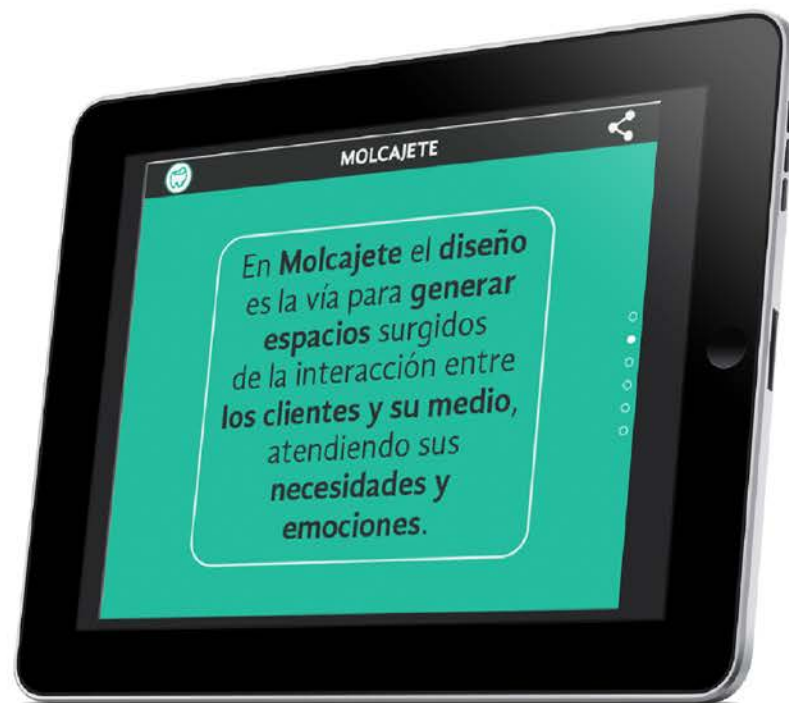 MOLCAJETE
En Molcajete el diseño
es la vía para generar
espacios surgidos
de la interacción entre
los clientes y su medio,
atendiendo sus
necesidades y
emociones.